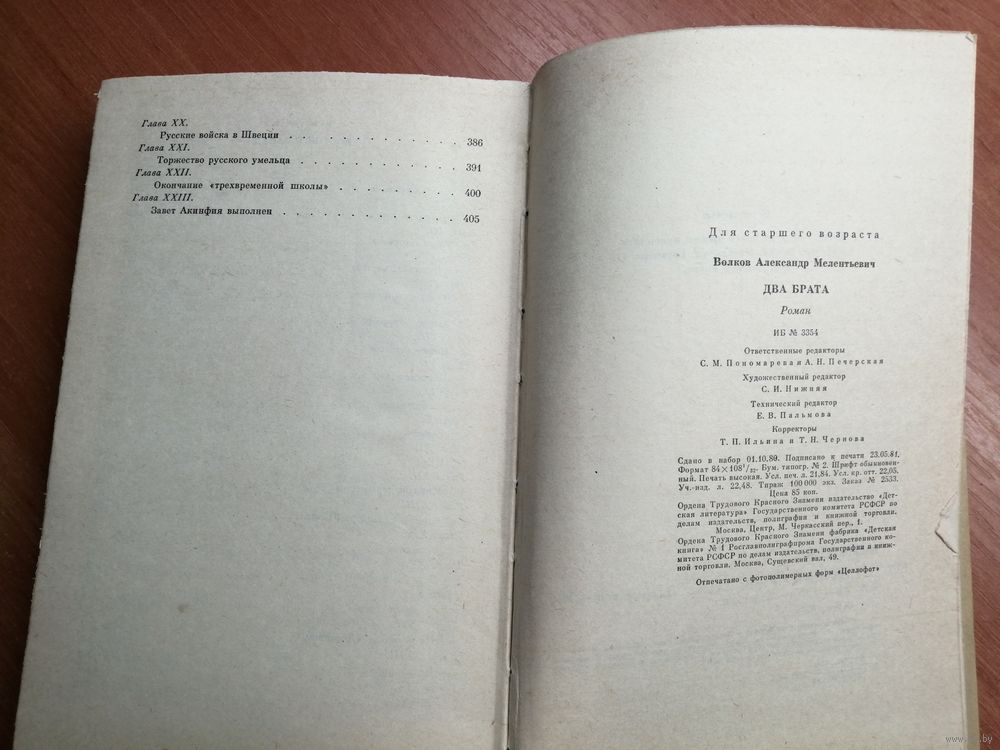 Глава XX.
Русские войска в Швеции . . . . . . . . . . . . 386
Глава XXI.
Торжество русского умельца . . . . . . . . . . . . 391
Глава XXII.
Окончание «трехвременной школы» . . . . . . . . . 400
Глава XXIII.
Завет Акинфия выполнен . . . . . . . . . . . . . 405
Для старшего возраста
Волков Александр Мелентьевич
ДВА БРАТА
Роман
ИБ № 3354
Ответственные редакторы
С. М. Пономарева и А. Н. Печерская
Художественный редактор
С. И. Нижняя
Технический редактор
Е. В. Пальмова
Корректоры
Т. П. Ильина и Т. Н. Чернова
Сдано в набор 01.10.80. Подписано к печати 23.05.81.
Формат 84×108¹/₃₂. Бум. типогр. № 2. Шрифт обыкновен-
ный. Печать высокая. Усл. печ. л. 21,84. Усл. кр. отт. 22,05.
Уч.-изд. л. 22,48. Тираж 100 000 экз. Заказ № 2533.
Цена 85 коп.
Ордена Трудового Красного Знамени издательство «Дет-
ская литература» Государственного комитета РСФСР по
делам издательств, полиграфии и книжной торговли.
Москва, Центр, М. Черкасский пер., 1.
Ордена Трудового Красного Знамени фабрика «Детская
книга» № 1 Росглавполиграфпрома Государственного ко-
митета РСФСР по делам издательств, полиграфии и книж-
ной торговли. Москва, Сущевский вал, 49.
Отпечатано с фотополимерных форм «Целлофот»